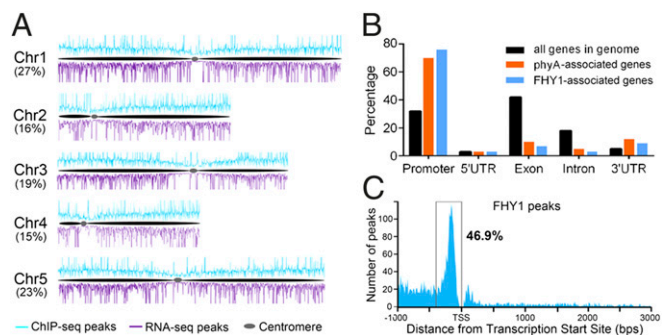 A
Chr1
(27%)
Chr2
(16%)
Chr3
(19%)
Chr4
(15%)
Chr5
(23%)
ChIP-seq peaks RNA-seq peaks Centromere
B
Percentage
80
60
40
20
0
all genes in genome
phyA-associated genes
FHY1-associated genes
Promoter 5'UTR Exon Intron 3'UTR
C
Number of peaks
100
80
60
40
20
0
FHY1 peaks
46.9%
-1000 TSS 1000 2000 3000
Distance from Transcription Start Site (bps)